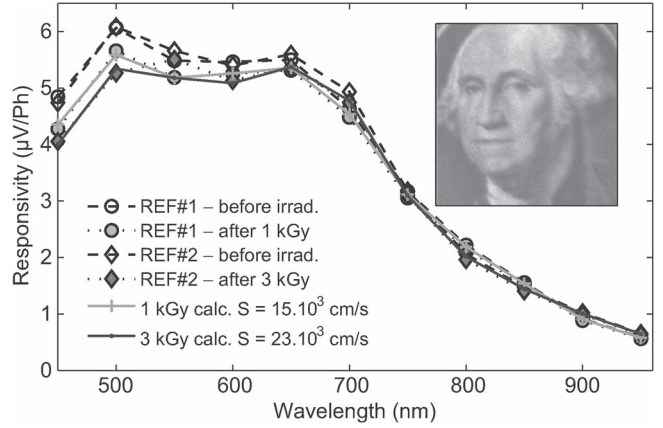 6
5
4
3
2
1
0
Responsivity (µV/Ph)
REF#1 – before irrad.
REF#1 – after 1 kGy
REF#2 – before irrad.
REF#2 – after 3 kGy
1 kGy calc. S = 15.10³ cm/s
3 kGy calc. S = 23.10³ cm/s
500 600 700 800 900
Wavelength (nm)